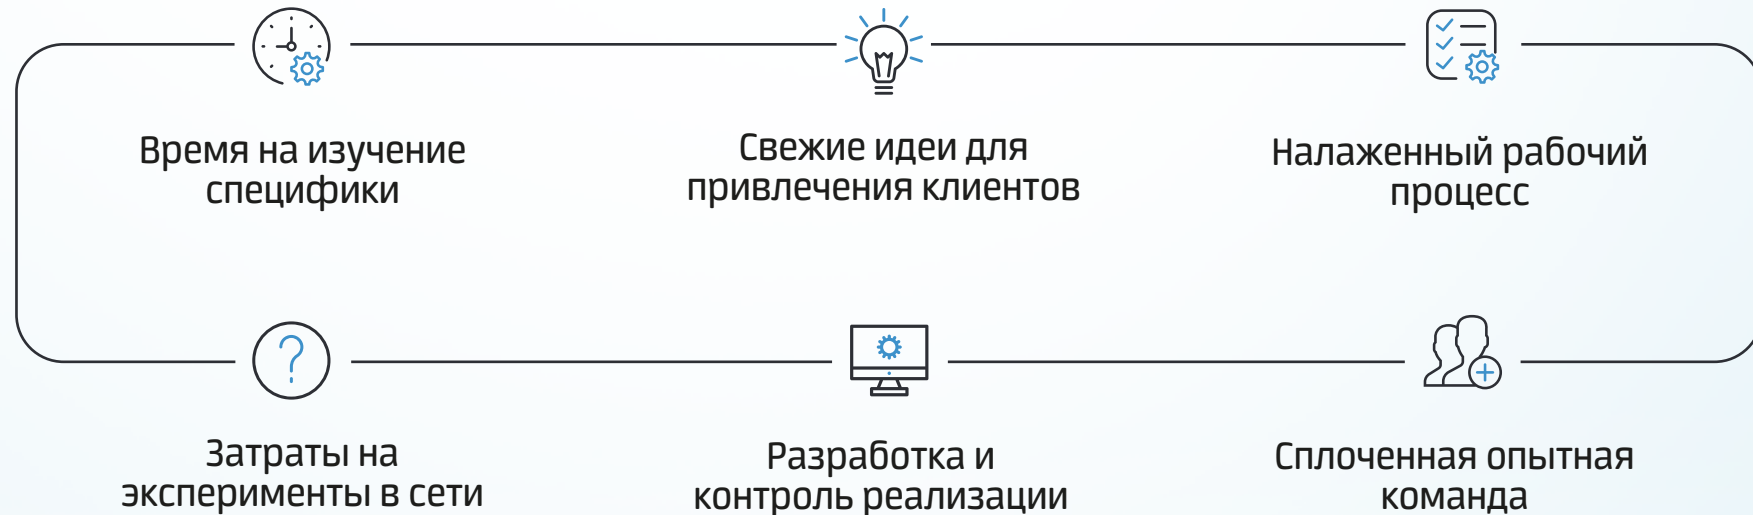 Время на изучение
специфики
Свежие идеи для
привлечения клиентов
Налаженный рабочий
процесс
Затраты на
эксперименты в сети
Разработка и
контроль реализации
Сплоченная опытная
команда